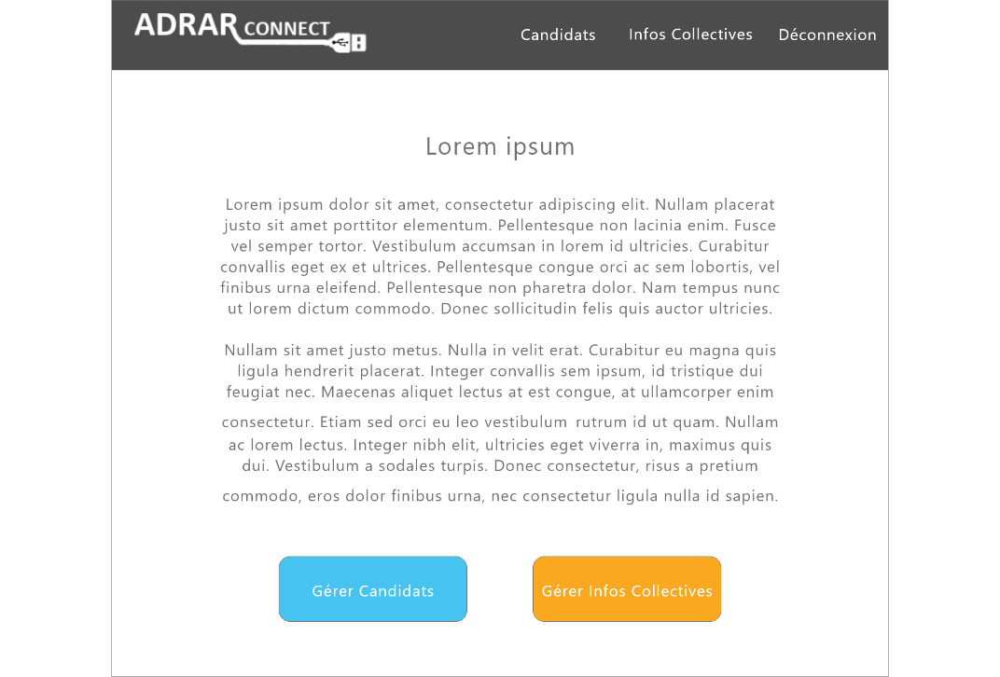 ADRAR CONNECT
Candidats
Infos Collectives
Déconnexion
Lorem ipsum
Lorem ipsum dolor sit amet, consectetur adipiscing elit. Nullam placerat
justo sit amet porttitor elementum. Pellentesque non lacinia enim. Fusce
vel semper tortor. Vestibulum accumsan in lorem id ultricies. Curabitur
convallis eget ex et ultrices. Pellentesque congue orci ac sem lobortis, vel
finibus urna eleifend. Pellentesque non pharetra dolor. Nam tempus nunc
ut lorem dictum commodo. Donec sollicitudin felis quis auctor ultricies.
Nullam sit amet justo metus. Nulla in velit erat. Curabitur eu magna quis
ligula hendrerit placerat. Integer convallis sem ipsum, id tristique dui
feugiat nec. Maecenas aliquet lectus at est congue, at ullamcorper enim
consectetur. Etiam sed orci eu leo vestibulum rutrum id ut quam. Nullam
ac lorem lectus. Integer nibh elit, ultricies eget viverra in, maximus quis
dui. Vestibulum a sodales turpis. Donec consectetur, risus a pretium
commodo, eros dolor finibus urna, nec consectetur ligula nulla id sapien.
Gérer Candidats
Gérer Infos Collectives